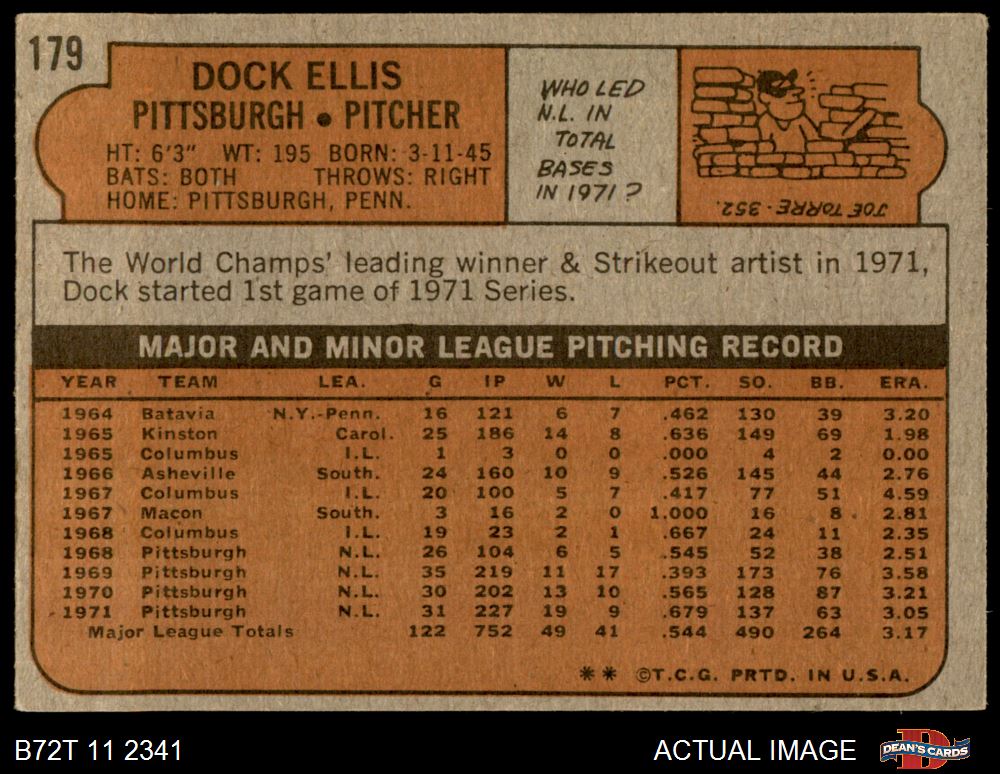 179
DOCK ELLIS
PITTSBURGH • PITCHER
HT: 6'3" WT: 195 BORN: 3-11-45
BATS: BOTH THROWS: RIGHT
HOME: PITTSBURGH, PENN.
WHO LED
N.L. IN
TOTAL
BASES
IN 1971?
JOE TORRE - 352.
The World Champs' leading winner & Strikeout artist in 1971,
Dock started 1st game of 1971 Series.
MAJOR AND MINOR LEAGUE PITCHING RECORD
YEAR TEAM LEA. G IP W L PCT. SO. BB. ERA.
1964 Batavia N.Y.-Penn. 16 121 6 7 .462 130 39 3.20
1965 Kinston Carol. 25 186 14 8 .636 149 69 1.98
1965 Columbus I.L. 1 3 0 0 .000 4 2 0.00
1966 Asheville South. 24 160 10 9 .526 145 44 2.76
1967 Columbus I.L. 20 100 5 7 .417 77 51 4.59
1967 Macon South. 3 16 2 0 1.000 16 8 2.81
1968 Columbus I.L. 19 23 2 1 .667 24 11 2.35
1968 Pittsburgh N.L. 26 104 6 5 .545 52 38 2.51
1969 Pittsburgh N.L. 35 219 11 17 .393 173 76 3.58
1970 Pittsburgh N.L. 30 202 13 10 .565 128 87 3.21
1971 Pittsburgh N.L. 31 227 19 9 .679 137 63 3.05
Major League Totals 122 752 49 41 .544 490 264 3.17
** ©T.C.G. PRTD. IN U.S.A.
B72T 11 2341
ACTUAL IMAGE
DEAN'S CARDS